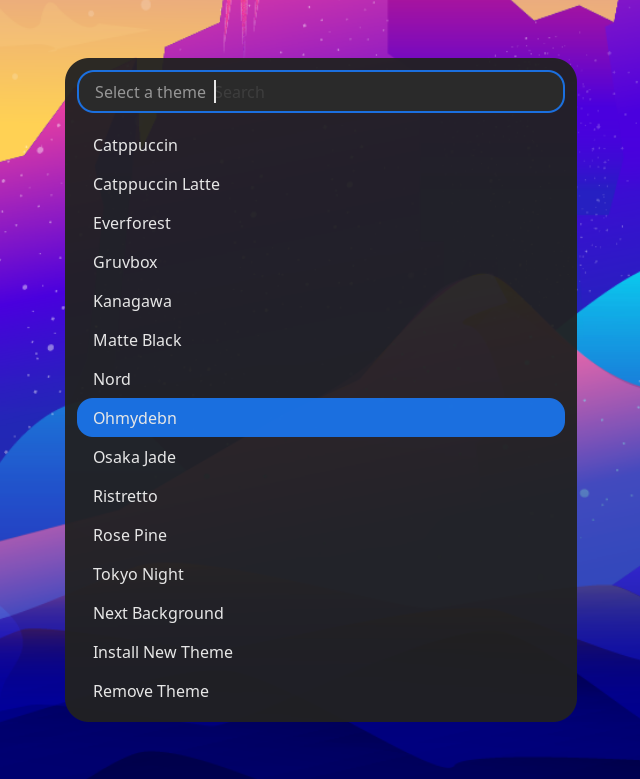 Select a theme Search
Catppuccin
Catppuccin Latte
Everforest
Gruvbox
Kanagawa
Matte Black
Nord
Ohmydebn
Osaka Jade
Ristretto
Rose Pine
Tokyo Night
Next Background
Install New Theme
Remove Theme